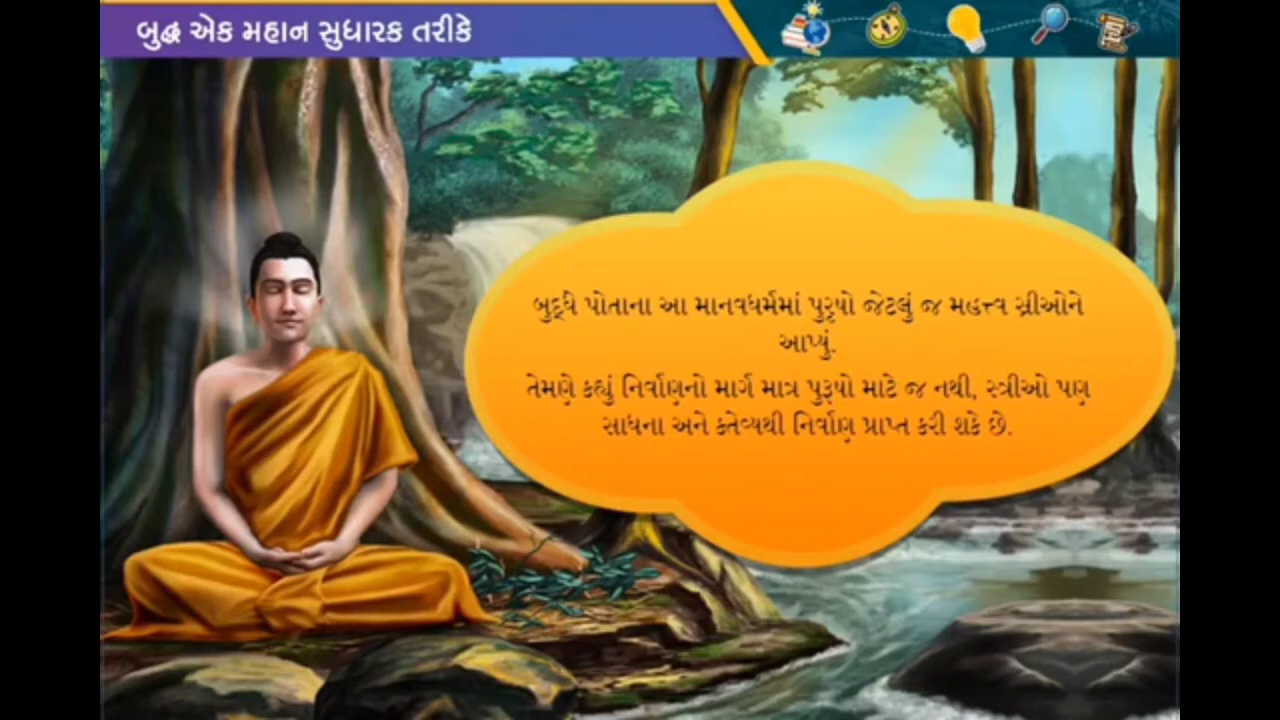 બુદ્ધ એક મહાન સુધારક તરીકે
બુદ્ધે પોતાના આ માનવધર્મમાં પુરૂષો જેટલું જ મહત્ત્વ સ્રીઓને
આપ્યું.
તેમણે કહ્યું નિર્વાણનો માર્ગ માત્ર પુરૂષો માટે જ નથી, સ્ત્રીઓ પણ
સાધના અને કર્તવ્યથી નિર્વાણ પ્રાપ્ત કરી શકે છે.